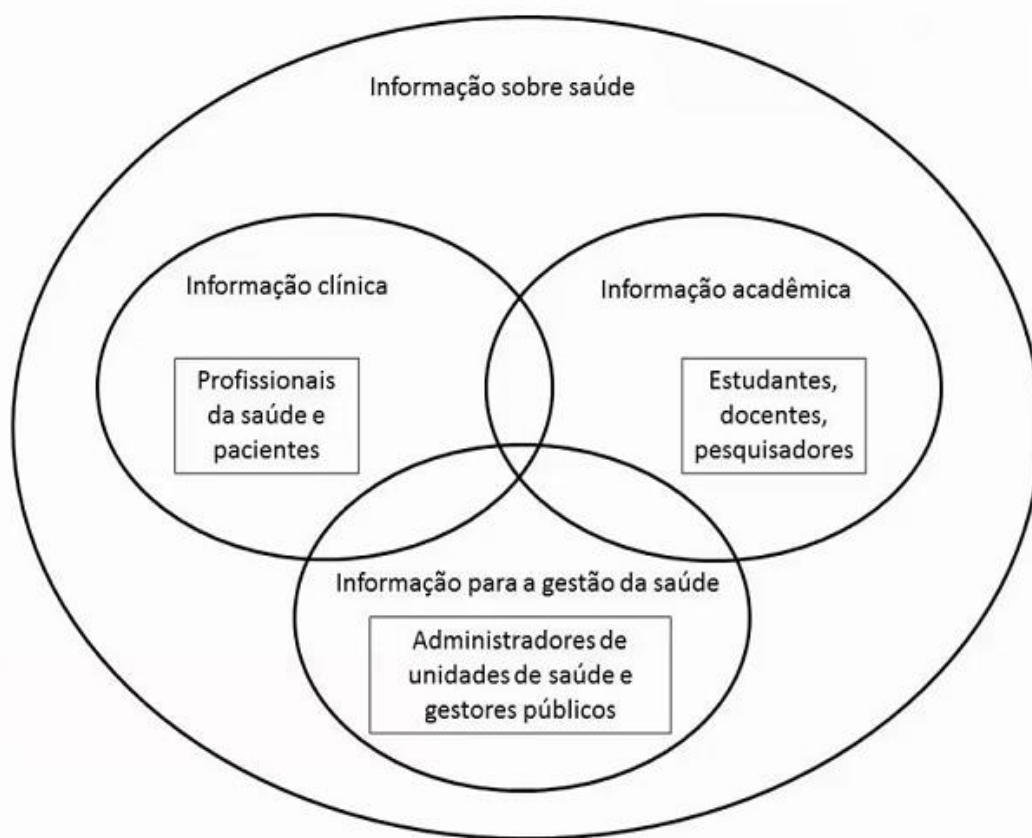 Informação sobre saúde
Informação clínica
Profissionais
da saúde e
pacientes
Informação acadêmica
Estudantes,
docentes,
pesquisadores
Informação para a gestão da saúde
Administradores de
unidades de saúde e
gestores públicos